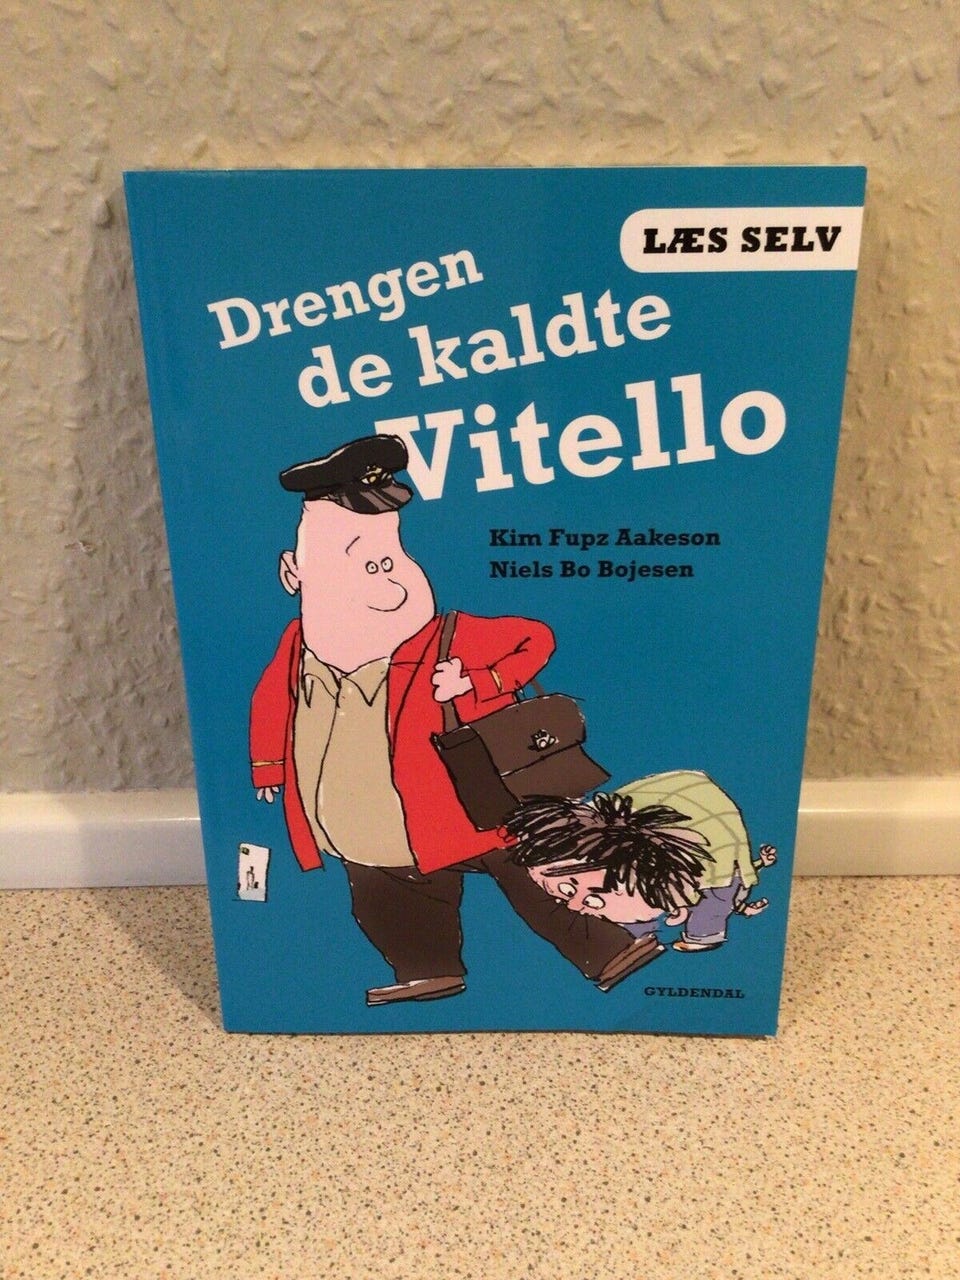 LÆS SELV
Drengen
de kaldte
Vitello
Kim Fupz Aakeson
Niels Bo Bojesen
GYLDENDAL